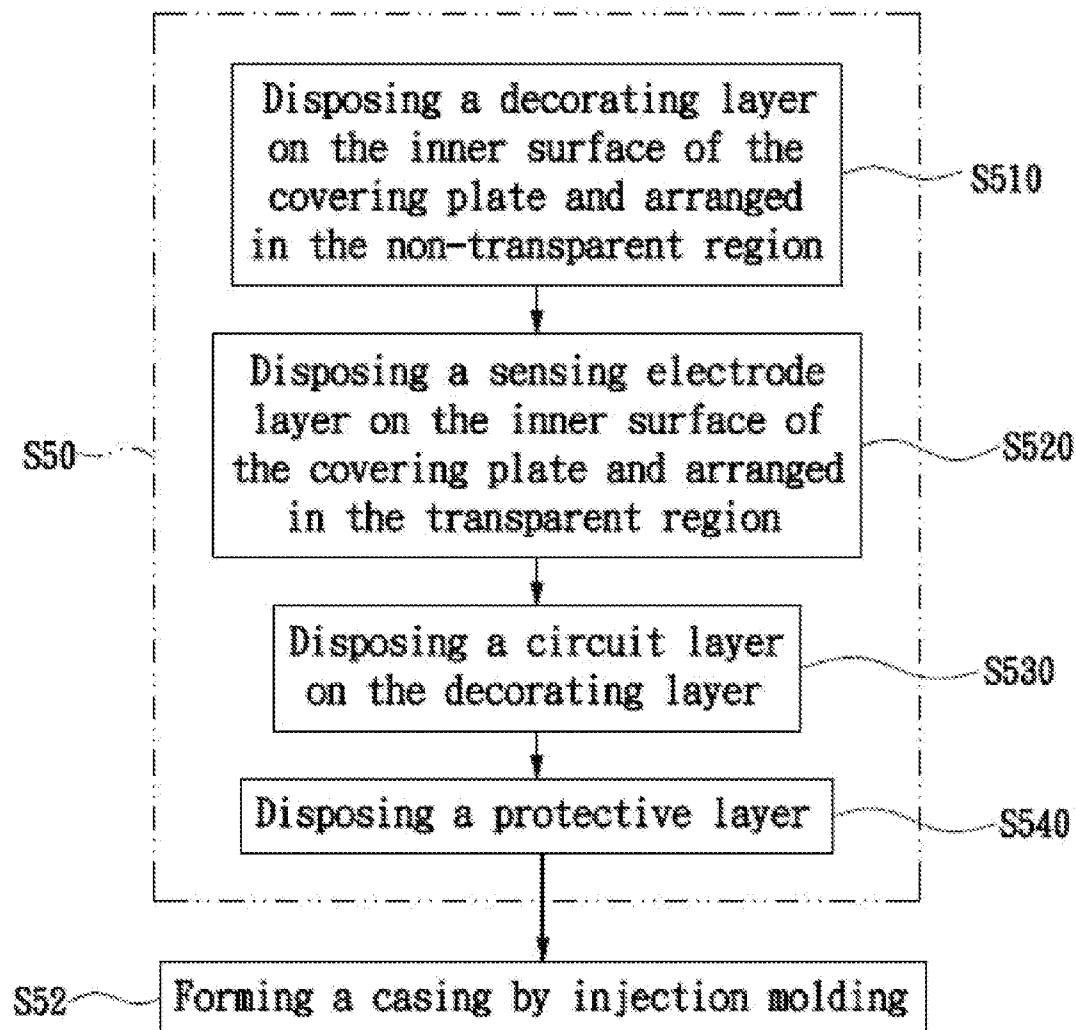 Disposing a decorating layer
on the inner surface of the
covering plate and arranged
in the non-transparent region
S510
Disposing a sensing electrode
layer on the inner surface of
the covering plate and arranged
in the transparent region
S520
S50
Disposing a circuit layer
on the decorating layer
S530
Disposing a protective layer
S540
S52
Forming a casing by injection molding